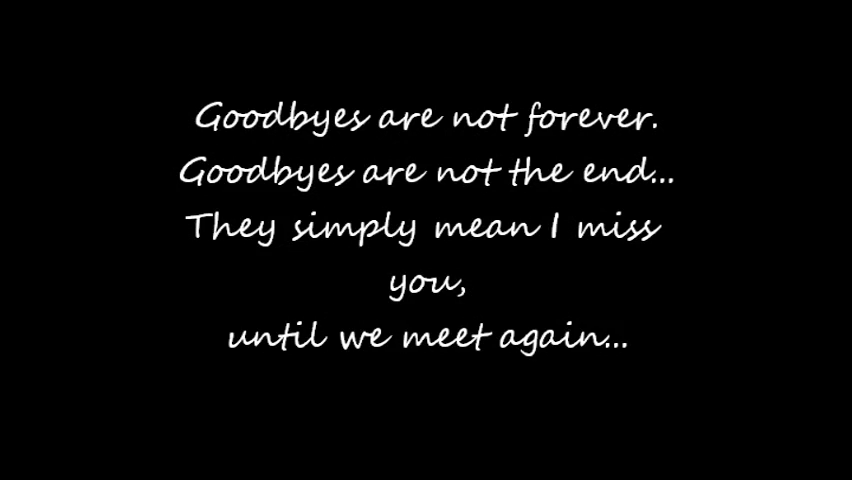 Goodbyes are not forever.
Goodbyes are not the end...
They simply mean I miss
you,
until we meet again...